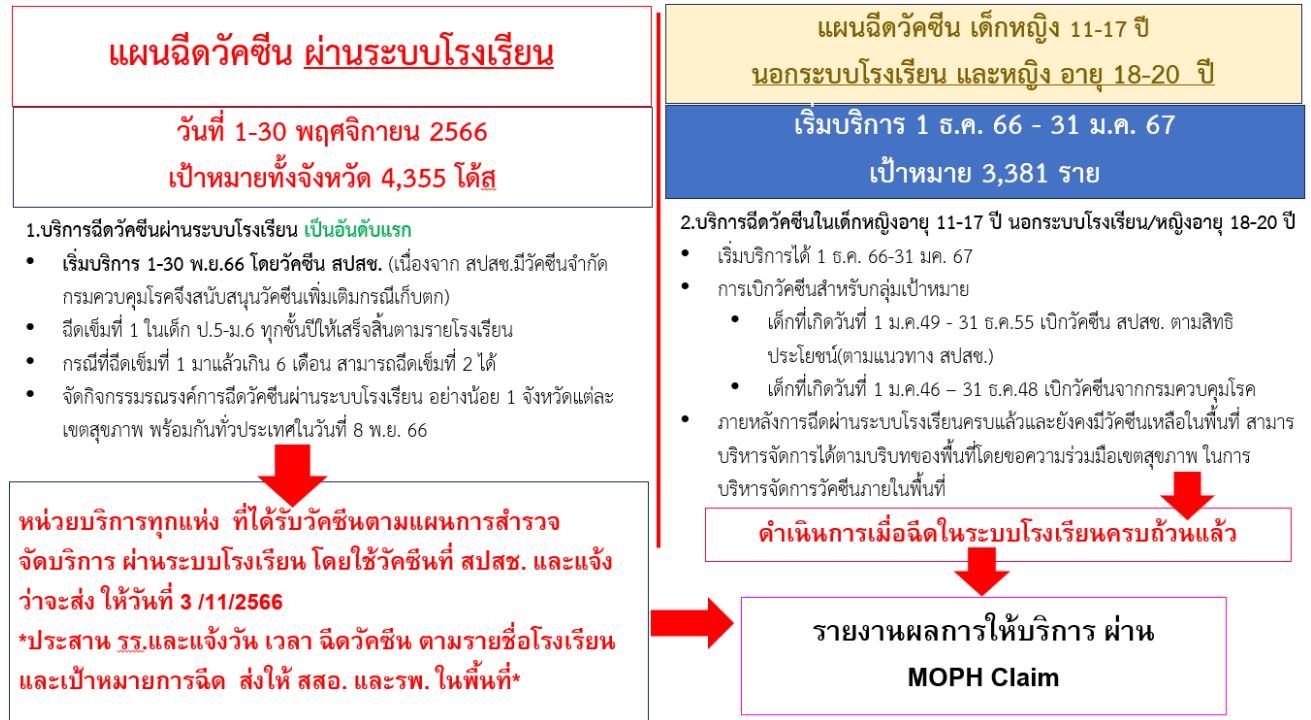 แผนฉีดวัคซีน ผ่านระบบโรงเรียน
วันที่ 1-30 พฤศจิกายน 2566
เป้าหมายทั้งจังหวัด 4,355 โด้ส
1.บริการฉีดวัคซีนผ่านระบบโรงเรียน เป็นอันดับแรก
• เริ่มบริการ 1-30 พ.ย.66 โดยวัคซีน สปสช. (เนื่องจาก สปสช.มีวัคซีนจำกัด
กรมควบคุมโรคจึงสนับสนุนวัคซีนเพิ่มเติมกรณีเก็บตก)
• ฉีดเข็มที่ 1 ในเด็ก ป.5-ม.6 ทุกชั้นปีให้เสร็จสิ้นตามรายโรงเรียน
• กรณีที่ฉีดเข็มที่ 1 มาแล้วเกิน 6 เดือน สามารถฉีดเข็มที่ 2 ได้
• จัดกิจกรรมรณรงค์การฉีดวัคซีนผ่านระบบโรงเรียน อย่างน้อย 1 จังหวัดแต่ละ
เขตสุขภาพ พร้อมกันทั่วประเทศในวันที่ 8 พ.ย. 66
หน่วยบริการทุกแห่ง ที่ได้รับวัคซีนตามแผนการสำรวจ
จัดบริการ ผ่านระบบโรงเรียน โดยใช้วัคซีนที่ สปสช. และแจ้ง
ว่าจะส่ง ให้วันที่ 3 /11/2566
*ประสาน รร.และแจ้งวัน เวลา ฉีดวัคซีน ตามรายชื่อโรงเรียน
และเป้าหมายการฉีด ส่งให้ สสอ. และรพ. ในพื้นที่*
แผนฉีดวัคซีน เด็กหญิง 11-17 ปี
นอกระบบโรงเรียน และหญิง อายุ 18-20 ปี
เริ่มบริการ 1 ธ.ค. 66 - 31 ม.ค. 67
เป้าหมาย 3,381 ราย
2.บริการฉีดวัคซีนในเด็กหญิงอายุ 11-17 ปี นอกระบบโรงเรียน/หญิงอายุ 18-20 ปี
• เริ่มบริการได้ 1 ธ.ค. 66-31 มค. 67
• การเบิกวัคซีนสำหรับกลุ่มเป้าหมาย
• เด็กที่เกิดวันที่ 1 ม.ค.49 - 31 ธ.ค.55 เบิกวัคซีน สปสช. ตามสิทธิ
ประโยชน์(ตามแนวทาง สปสช.)
• เด็กที่เกิดวันที่ 1 ม.ค.46 – 31 ธ.ค.48 เบิกวัคซีนจากกรมควบคุมโรค
• ภายหลังการฉีดผ่านระบบโรงเรียนครบแล้วและยังคงมีวัคซีนเหลือในพื้นที่ สามาร
บริหารจัดการได้ตามบริบทของพื้นที่โดยขอความร่วมมือเขตสุขภาพ ในการ
บริหารจัดการวัคซีนภายในพื้นที่
ดำเนินการเมื่อฉีดในระบบโรงเรียนครบถ้วนแล้ว
รายงานผลการให้บริการ ผ่าน
MOPH Claim